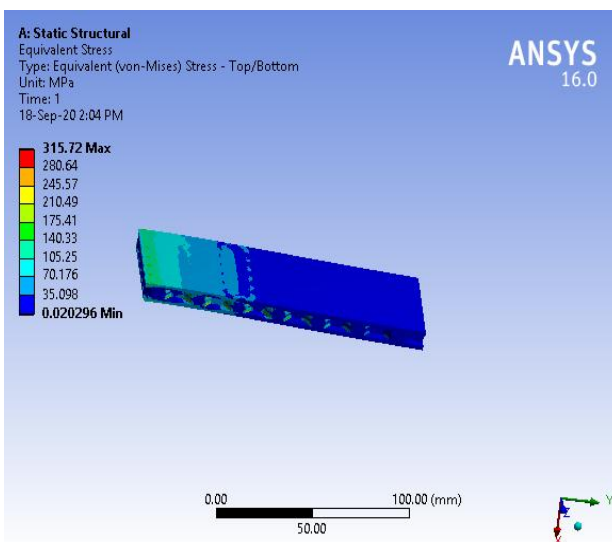 A: Static Structural
Equivalent Stress
Type: Equivalent (von-Mises) Stress - Top/Bottom
Unit: MPa
Time: 1
18-Sep-20 2:04 PM
ANSYS
16.0
315.72 Max
280.64
245.57
210.49
175.41
140.33
105.25
70.176
35.098
0.020296 Min
0.00
100.00 (mm)
50.00
Y
Z
X